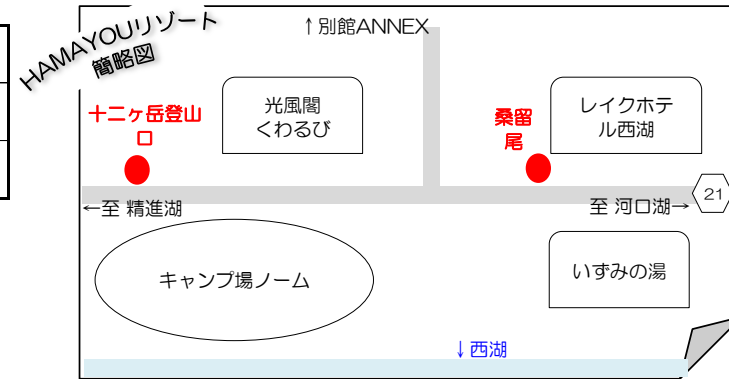 HAMAYOUリゾート
簡略図
↑別館ANNEX
十二ヶ岳登山
口
光風閣
くわるび
桑留
尾
レイクホテ
ル西湖
21
←至 精進湖
至 河口湖→
キャンプ場ノーム
いずみの湯
↓西湖